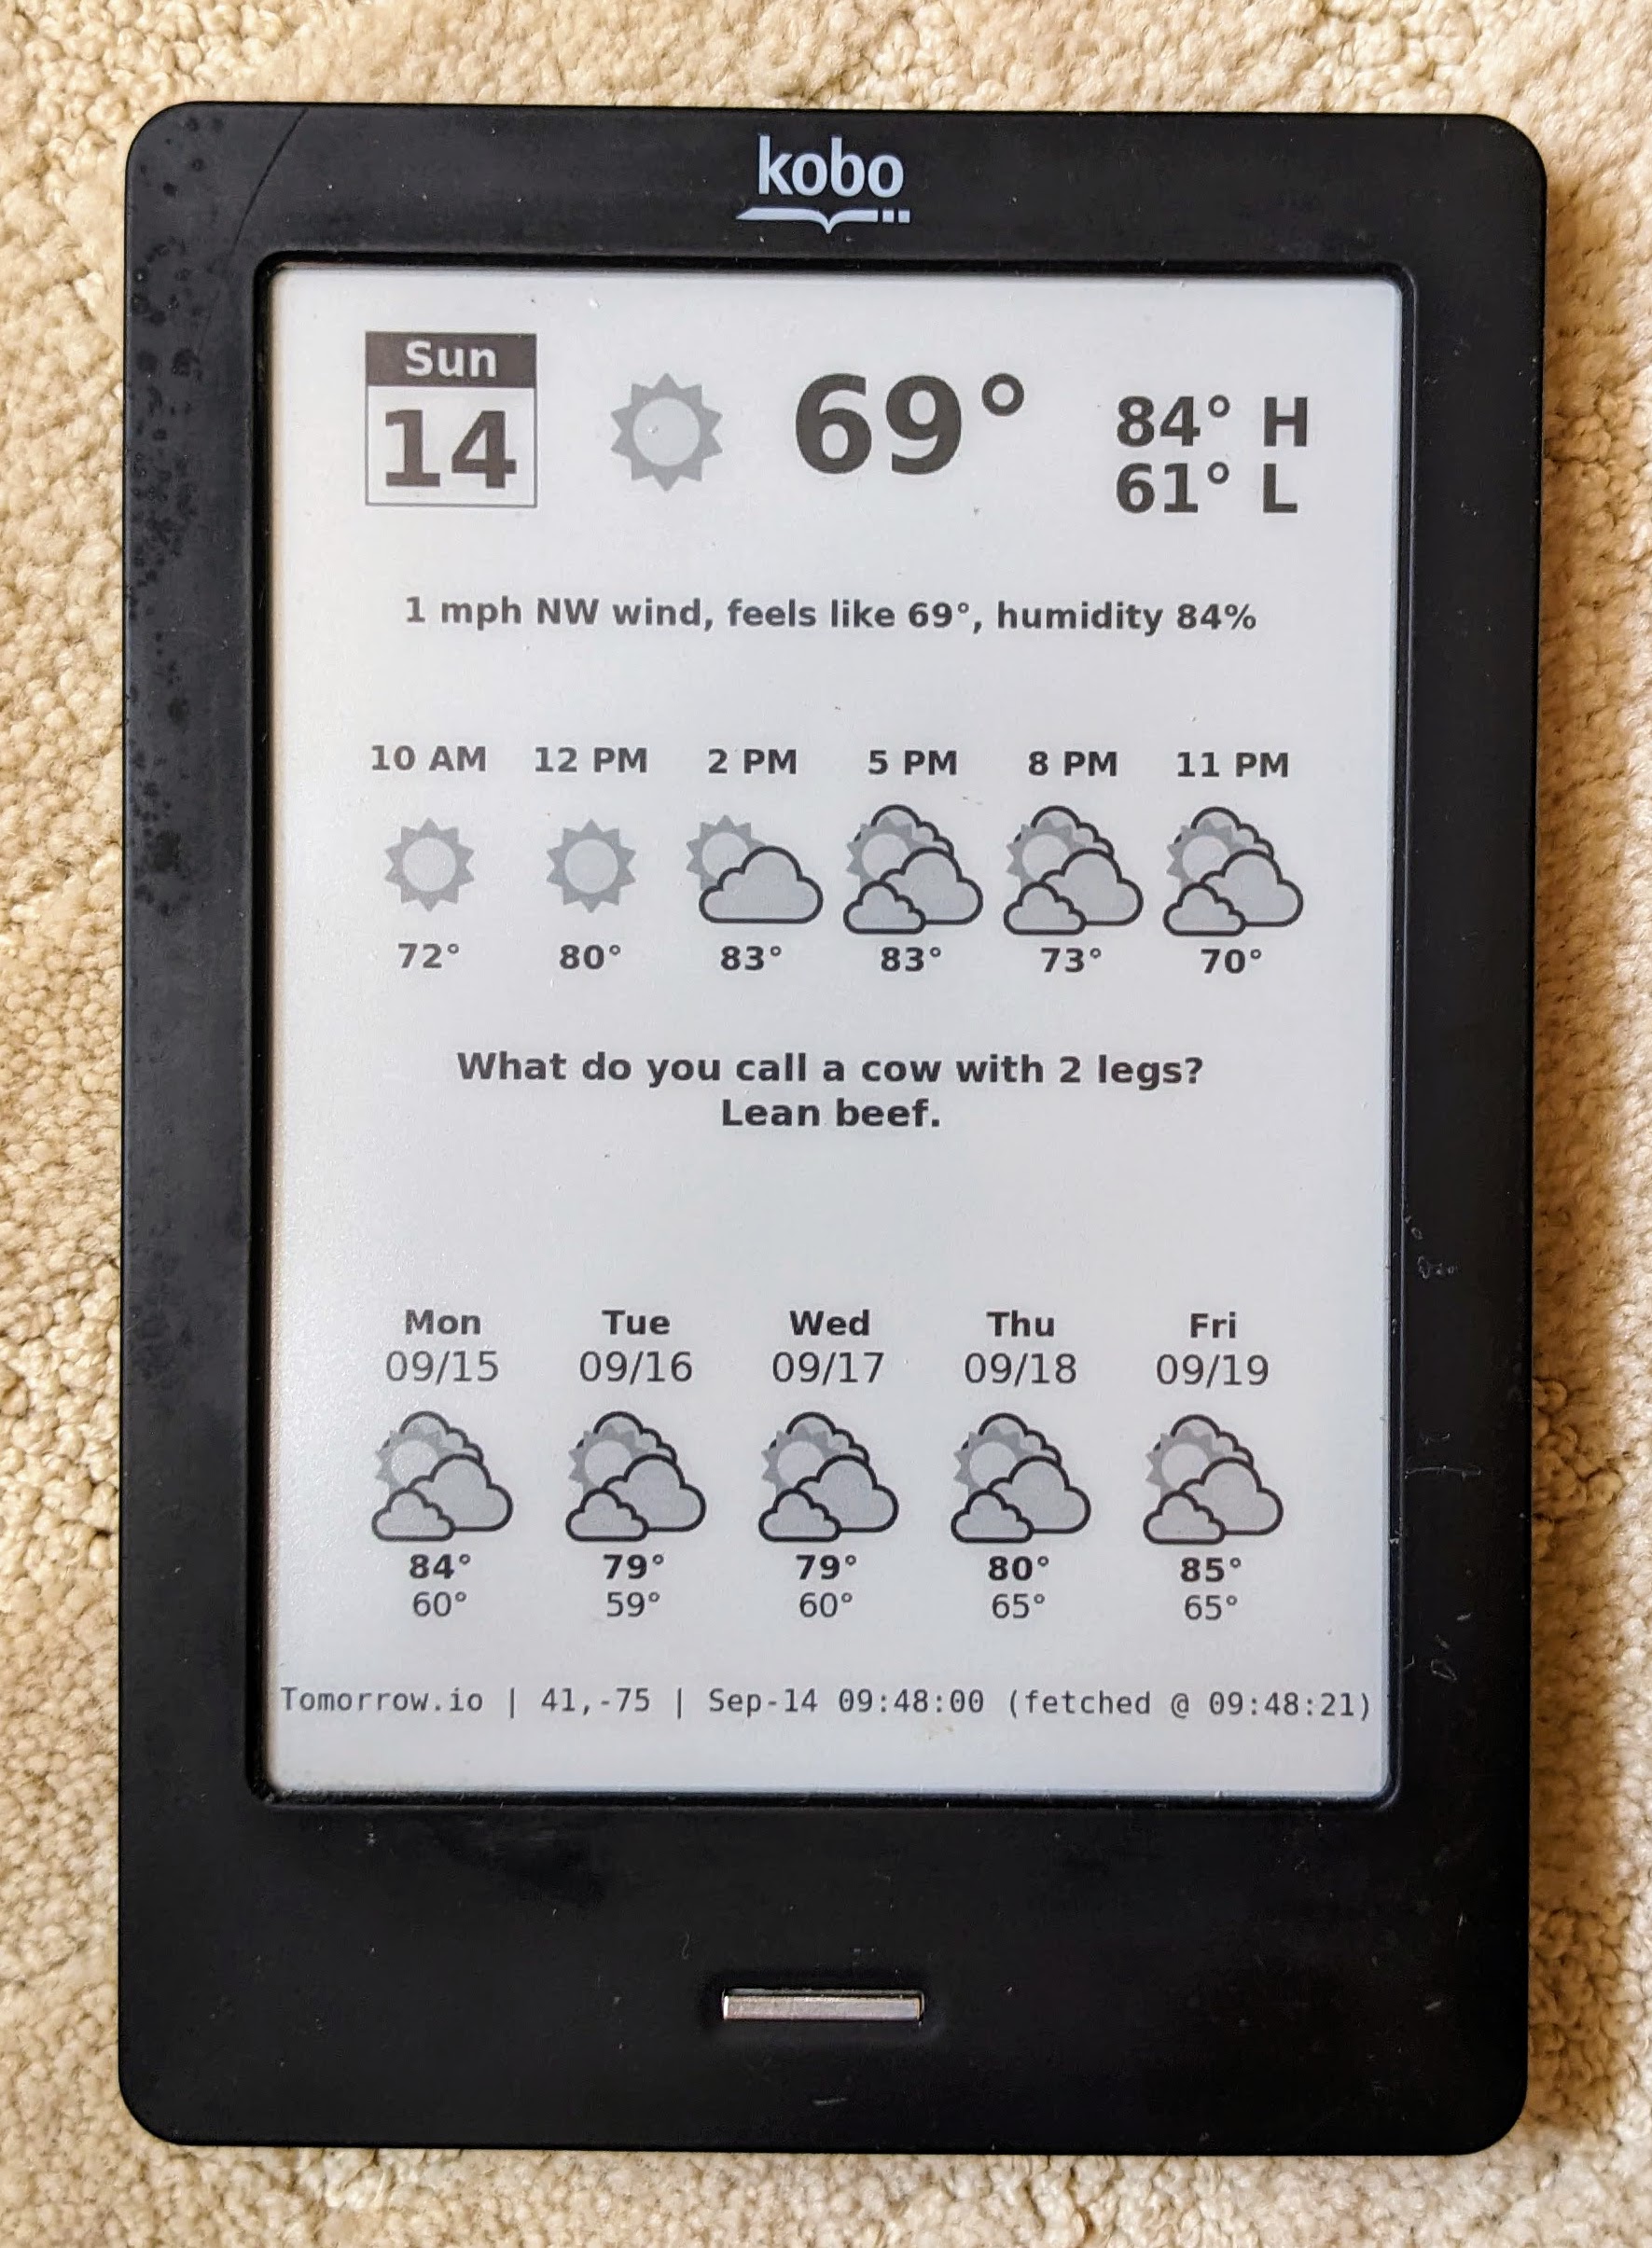 kobo
Sun
14
69°
84° H
61° L
1 mph NW wind, feels like 69°, humidity 84%
10 AM 12 PM 2 PM 5 PM 8 PM 11 PM
72° 80° 83° 83° 73° 70°
What do you call a cow with 2 legs?
Lean beef.
Mon Tue Wed Thu Fri
09/15 09/16 09/17 09/18 09/19
84° 79° 79° 80° 85°
60° 59° 60° 65° 65°
Tomorrow.io | 41,-75 | Sep-14 09:48:00 (fetched @ 09:48:21)